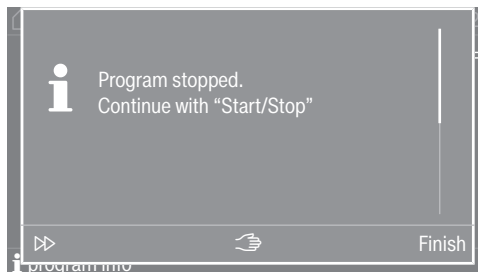 Program stopped.
Continue with “Start/Stop”
Finish
program info